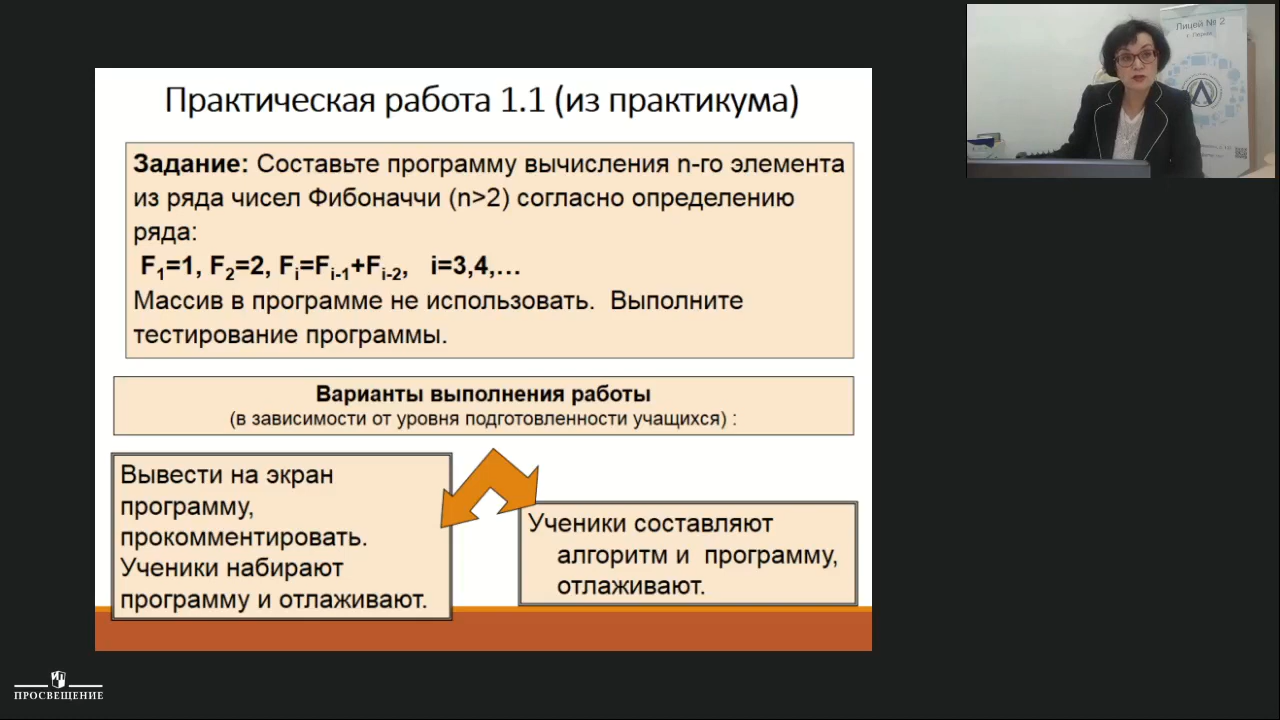 Практическая работа 1.1 (из практикума)
Задание: Составьте программу вычисления n-го элемента
из ряда чисел Фибоначчи (n>2) согласно определению
ряда:
F1=1, F2=2, Fi=Fi-1+Fi-2, i=3,4,…
Массив в программе не использовать. Выполните
тестирование программы.
Варианты выполнения работы
(в зависимости от уровня подготовленности учащихся) :
Вывести на экран
программу,
прокомментировать.
Ученики набирают
программу и отлаживают.
Ученики составляют
алгоритм и программу,
отлаживают.
Лицей № 2
ПРОСВЕЩЕНИЕ